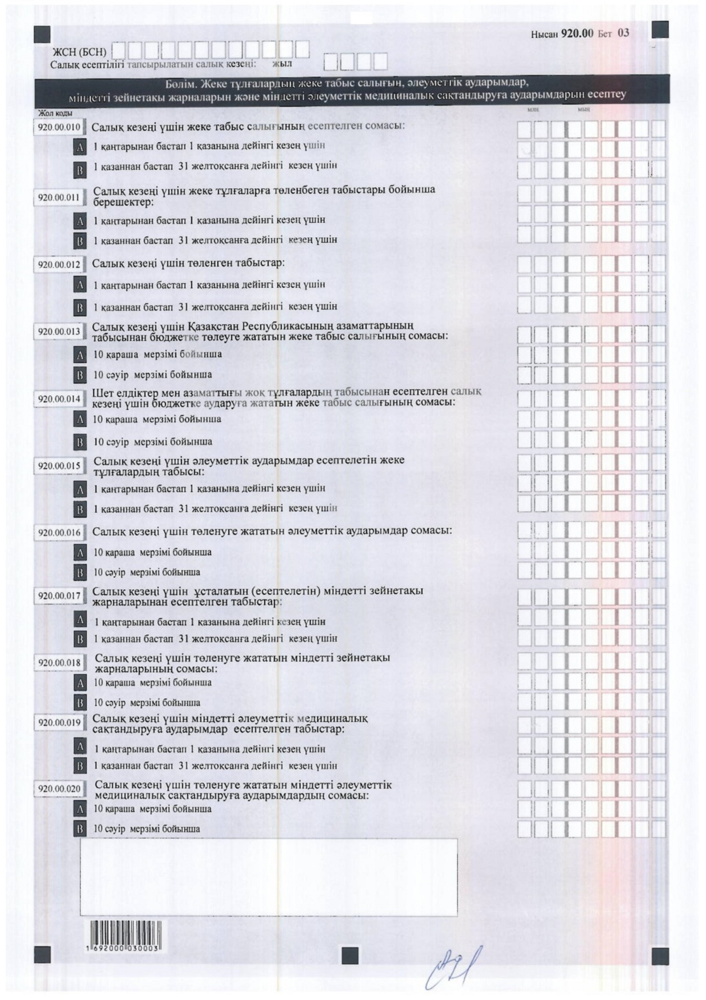 Нысан 920.00 Бет 03
ЖСН (БСН)
Салық есептілігі тапсырылатын салық кезеңі: жыл
Бөлім. Жеке тұлғалардың жеке табыс салығын, әлеуметтік аударымдар,
міндетті зейнетақы жарналарын және міндетті әлеуметтік медициналық сақтандыруға аударымдарын есептеу
Жол коды млн мың
920.00.010 Салық кезеңі үшін жеке табыс салығының есептелген сомасы:
A 1 қаңтарынан бастап 1 қазанына дейінгі кезең үшін
B 1 қазаннан бастап 31 желтоқсанға дейінгі кезең үшін
920.00.011 Салық кезеңі үшін жеке тұлғаларға төленбеген табыстары бойынша
берешектер:
A 1 қаңтарынан бастап 1 қазанына дейінгі кезең үшін
B 1 қазаннан бастап 31 желтоқсанға дейінгі кезең үшін
920.00.012 Салық кезеңі үшін төленген табыстар:
A 1 қаңтарынан бастап 1 қазанына дейінгі кезең үшін
B 1 қазаннан бастап 31 желтоқсанға дейінгі кезең үшін
920.00.013 Салық кезеңі үшін Қазақстан Республикасының азаматтарының
табысынан бюджетке төлеуге жататын жеке табыс салығының сомасы:
A 10 қараша мерзімі бойынша
B 10 сәуір мерзімі бойынша
920.00.014 Шет елдіктер мен азаматтығы жоқ тұлғалардың табысынан есептелген салық
кезеңі үшін бюджетке аударуға жататын жеке табыс салығының сомасы:
A 10 қараша мерзімі бойынша
B 10 сәуір мерзімі бойынша
920.00.015 Салық кезеңі үшін әлеуметтік аударымдар есептелетін жеке
тұлғалардың табысы:
A 1 қаңтарынан бастап 1 қазанына дейінгі кезең үшін
B 1 қазаннан бастап 31 желтоқсанға дейінгі кезең үшін
920.00.016 Салық кезеңі үшін төленуге жататын әлеуметтік аударымдар сомасы:
A 10 қараша мерзімі бойынша
B 10 сәуір мерзімі бойынша
920.00.017 Салық кезеңі үшін ұсталатын (есептелетін) міндетті зейнетақы
жарналарынан есептелген табыстар:
A 1 қаңтарынан бастап 1 қазанына дейінгі кезең үшін
B 1 қазаннан бастап 31 желтоқсанға дейінгі кезең үшін
920.00.018 Салық кезеңі үшін төленуге жататын міндетті зейнетақы
жарналарының сомасы:
A 10 қараша мерзімі бойынша
B 10 сәуір мерзімі бойынша
920.00.019 Салық кезеңі үшін міндетті әлеуметтік медициналық
сақтандыруға аударымдар есептелген табыстар:
A 1 қаңтарынан бастап 1 қазанына дейінгі кезең үшін
B 1 қазаннан бастап 31 желтоқсанға дейінгі кезең үшін
920.00.020 Салық кезеңі үшін төленуге жататын міндетті әлеуметтік
медициналық сақтандыруға аударымдардың сомасы:
A 10 қараша мерзімі бойынша
B 10 сәуір мерзімі бойынша
1 692000 030003